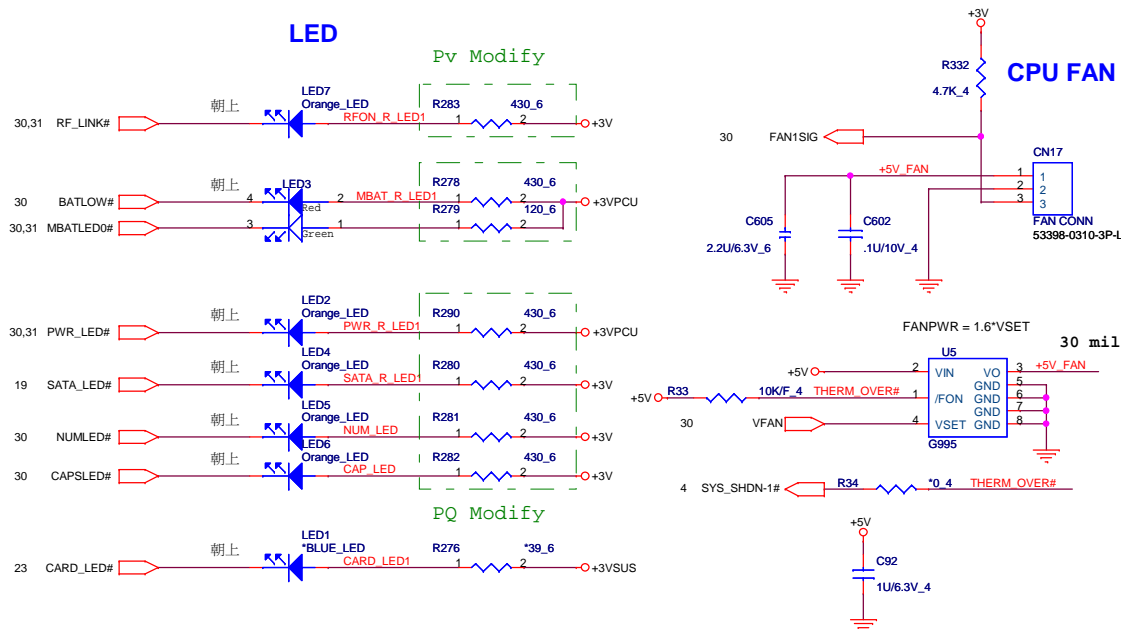 LED
Pv Modify
朝上
LED7
Orange_LED
30,31 RF_LINK#
RFON_R_LED1
R283 430_6
1 2
+3V
朝上
LED3
30 BATLOW#
4 2
Red
MBAT_R_LED1
R278 430_6
1 2
+3VPCU
30,31 MBATLED0#
3 1
Green
R279 120_6
1 2
朝上
LED2
Orange_LED
30,31 PWR_LED#
PWR_R_LED1
R290 430_6
1 2
+3VPCU
朝上
LED4
Orange_LED
19 SATA_LED#
SATA_R_LED1
R280 430_6
1 2
+3V
朝上
LED5
Orange_LED
30 NUMLED#
NUM_LED
R281 430_6
1 2
+3V
朝上
LED6
Orange_LED
30 CAPSLED#
CAP_LED
R282 430_6
1 2
+3V
PQ Modify
朝上
LED1
*BLUE_LED
23 CARD_LED#
CARD_LED1
R276 *39_6
1 2
+3VSUS
CPU FAN
+3V
R332
4.7K_4
30 FAN1SIG
CN17
+5V_FAN
1 1
2 2
3 3
FAN CONN
53398-0310-3P-L
C605
2.2U/6.3V_6
C602
.1U/10V_4
FANPWR = 1.6*VSET
30 mil
U5
+5V 2 VIN VO 3 +5V_FAN
GND 5
+5V R33 10K/F_4 THERM_OVER# 1 /FON GND 6
GND 7
30 VFAN 4 VSET GND 8
G995
4 SYS_SHDN-1# R34 *0_4 THERM_OVER#
+5V
C92
1U/6.3V_4